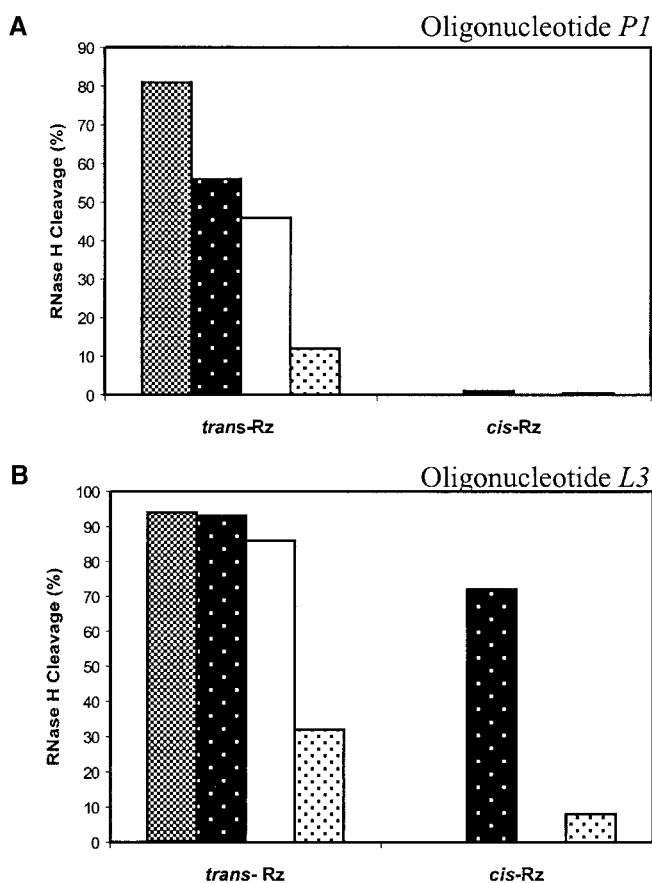 A
Oligonucleotide P1
90
80
70
60
50
40
30
20
10
0
RNase H Cleavage (%)
trans-Rz
cis-Rz
B
Oligonucleotide L3
100
90
80
70
60
50
40
30
20
10
0
RNase H Cleavage (%)
trans- Rz
cis-Rz